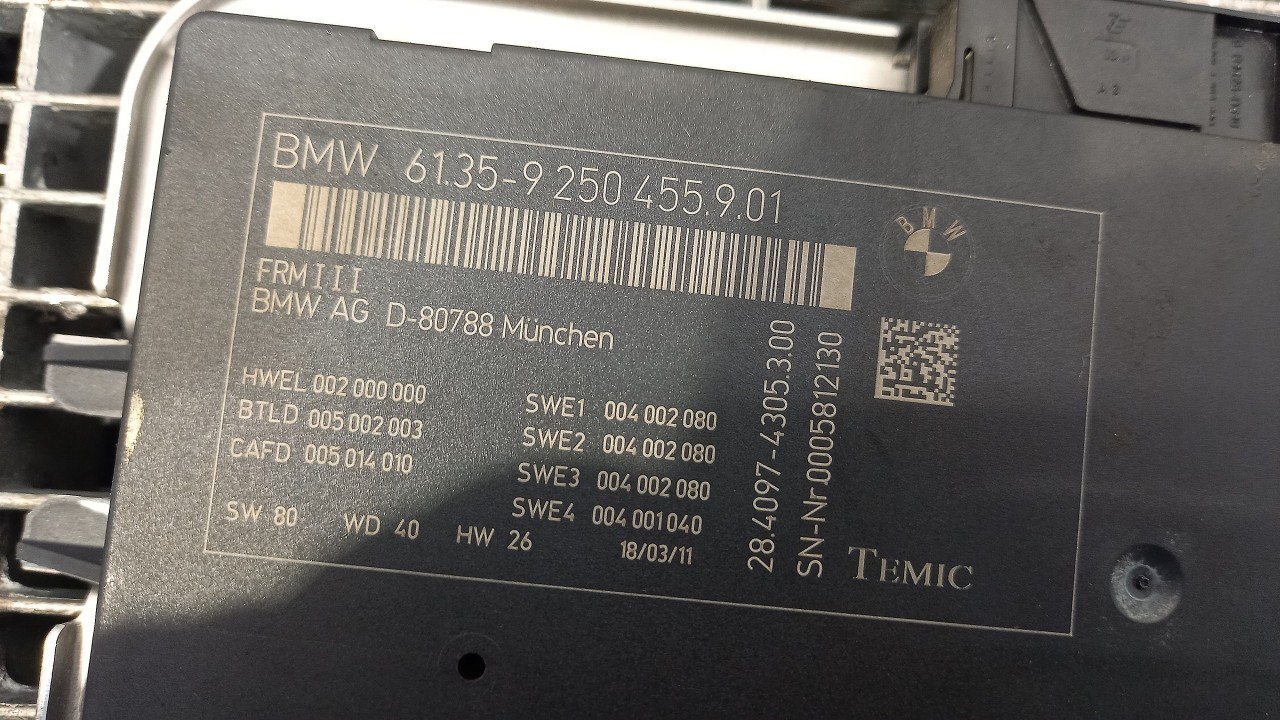 BMW 61.35-9 250 455.9.01
BMW
FRMIII
BMW AG D-80788 München
HWEL 002 000 000
BTLD 005 002 003
CAFD 005 014 010
SWE1 004 002 080
SWE2 004 002 080
SWE3 004 002 080
SWE4 004 001 040
SW 80 WD 40 HW 26
18/03/11
28.4097-4305.3.00
SN-Nr.0005812130
TEMIC